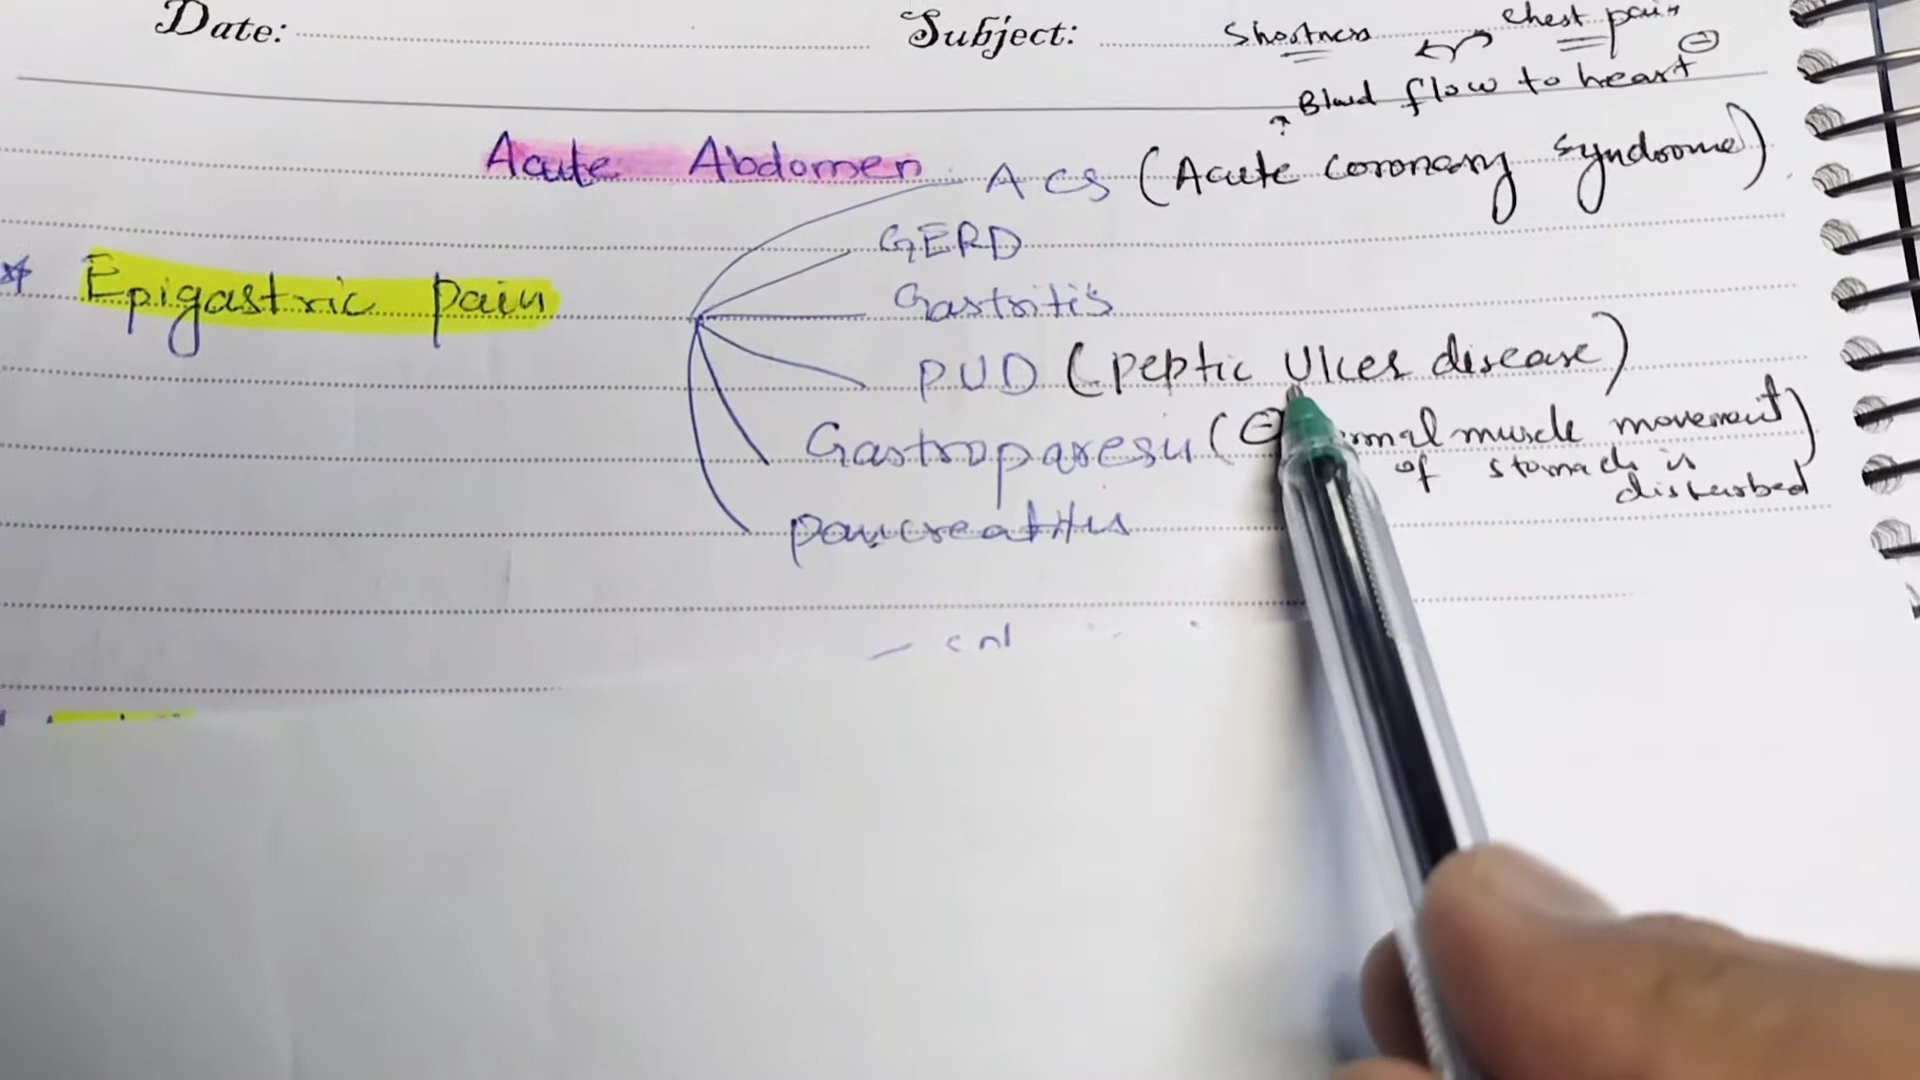 Date: Subject: Shortness chest pain
Blood flow to heart ⊖
Acute Abdomen
ACS (Acute coronary syndrome)
GERD
* Epigastric pain
Gastritis
PUD (peptic Ulcer disease)
Gastroparesis (⊖ muscle movement)
of stomach is
disturbed
pancreatitis